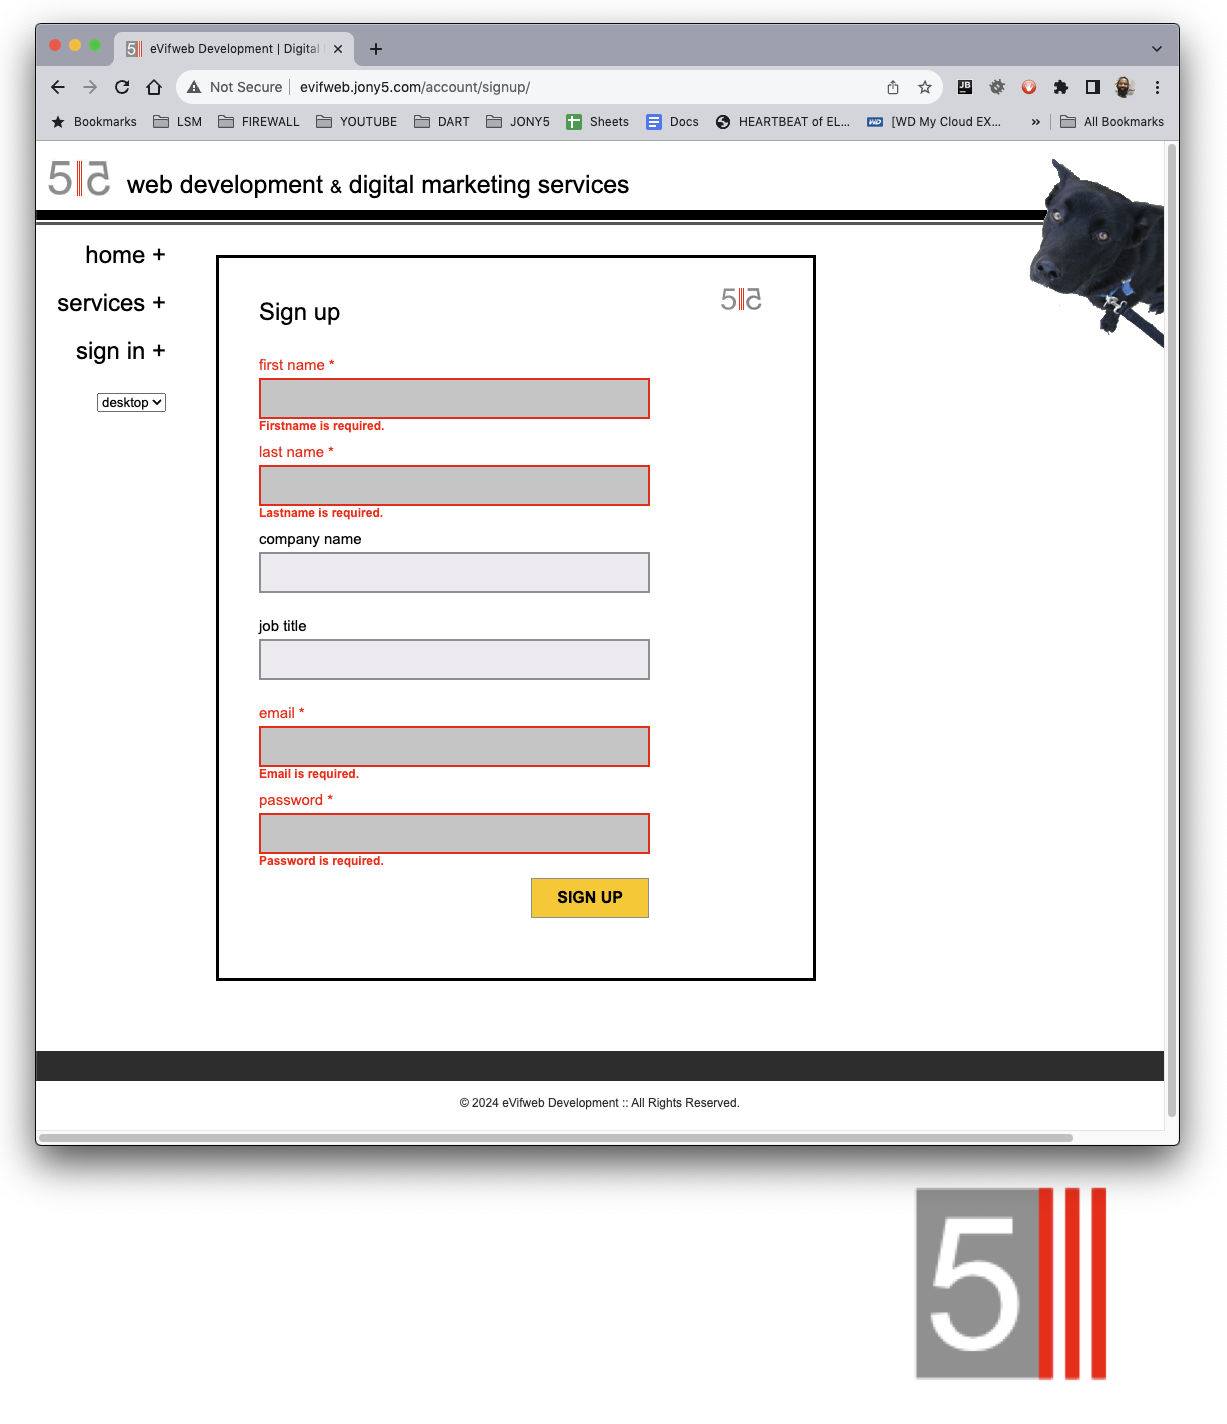 eVifweb Development | Digital
Not Secure evifweb.jony5.com/account/signup/
Bookmarks LSM FIREWALL YOUTUBE DART JONY5 Sheets Docs HEARTBEAT of EL... [WD My Cloud EX... » All Bookmarks
web development & digital marketing services
home +
services +
sign in +
desktop
Sign up
first name *
Firstname is required.
last name *
Lastname is required.
company name
job title
email *
Email is required.
password *
Password is required.
SIGN UP
© 2024 eVifweb Development :: All Rights Reserved.
5